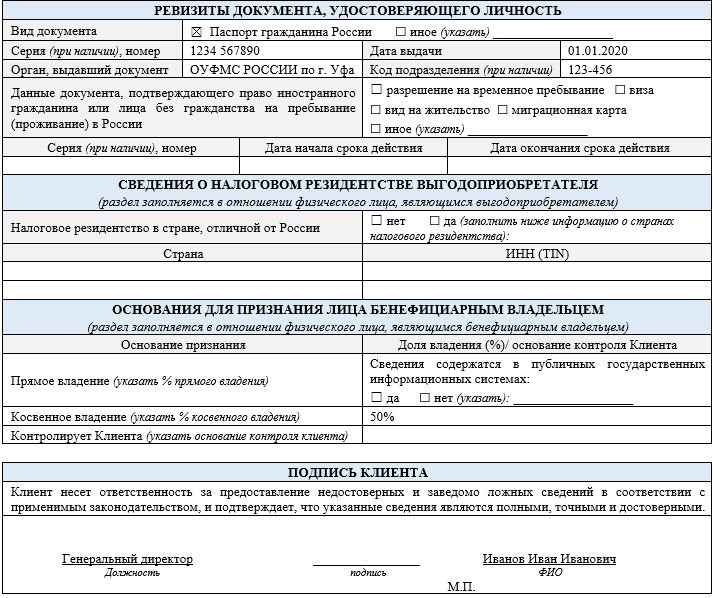 РЕВИЗИТЫ ДОКУМЕНТА, УДОСТОВЕРЯЮЩЕГО ЛИЧНОСТЬ
Вид документа ☒ Паспорт гражданина России ☐ иное (указать) ___________________
Серия (при наличии), номер 1234 567890 Дата выдачи 01.01.2020
Орган, выдавший документ ОУФМС РОССИИ по г. Уфа Код подразделения (при наличии) 123-456
Данные документа, подтверждающего право иностранного
гражданина или лица без гражданства на пребывание
(проживание) в России
☐ разрешение на временное пребывание ☐ виза
☐ вид на жительство ☐ миграционная карта
☐ иное (указать) ___________________
Серия (при наличии), номер Дата начала срока действия Дата окончания срока действия
СВЕДЕНИЯ О НАЛОГОВОМ РЕЗИДЕНТСТВЕ ВЫГОДОПРИОБРЕТАТЕЛЯ
(раздел заполняется в отношении физического лица, являющимся выгодоприобретателем)
Налоговое резидентство в стране, отличной от России
☐ нет ☐ да (заполнить ниже информацию о странах
налогового резидентства):
Страна ИНН (TIN)
ОСНОВАНИЯ ДЛЯ ПРИЗНАНИЯ ЛИЦА БЕНЕФИЦИАРНЫМ ВЛАДЕЛЬЦЕМ
(раздел заполняется в отношении физического лица, являющимся бенефициарным владельцем)
Основание признания Доля владения (%)/ основание контроля Клиента
Прямое владение (указать % прямого владения)
Сведения содержатся в публичных государственных
информационных системах:
☐ да ☐ нет (указать): ___________________
Косвенное владение (указать % косвенного владения) 50%
Контролирует Клиента (указать основание контроля клиента)
ПОДПИСЬ КЛИЕНТА
Клиент несет ответственность за предоставление недостоверных и заведомо ложных сведений в соответствии с
применимым законодательством, и подтверждает, что указанные сведения являются полными, точными и достоверными.
Генеральный директор _________________ Иванов Иван Иванович
Должность подпись ФИО
М.П.